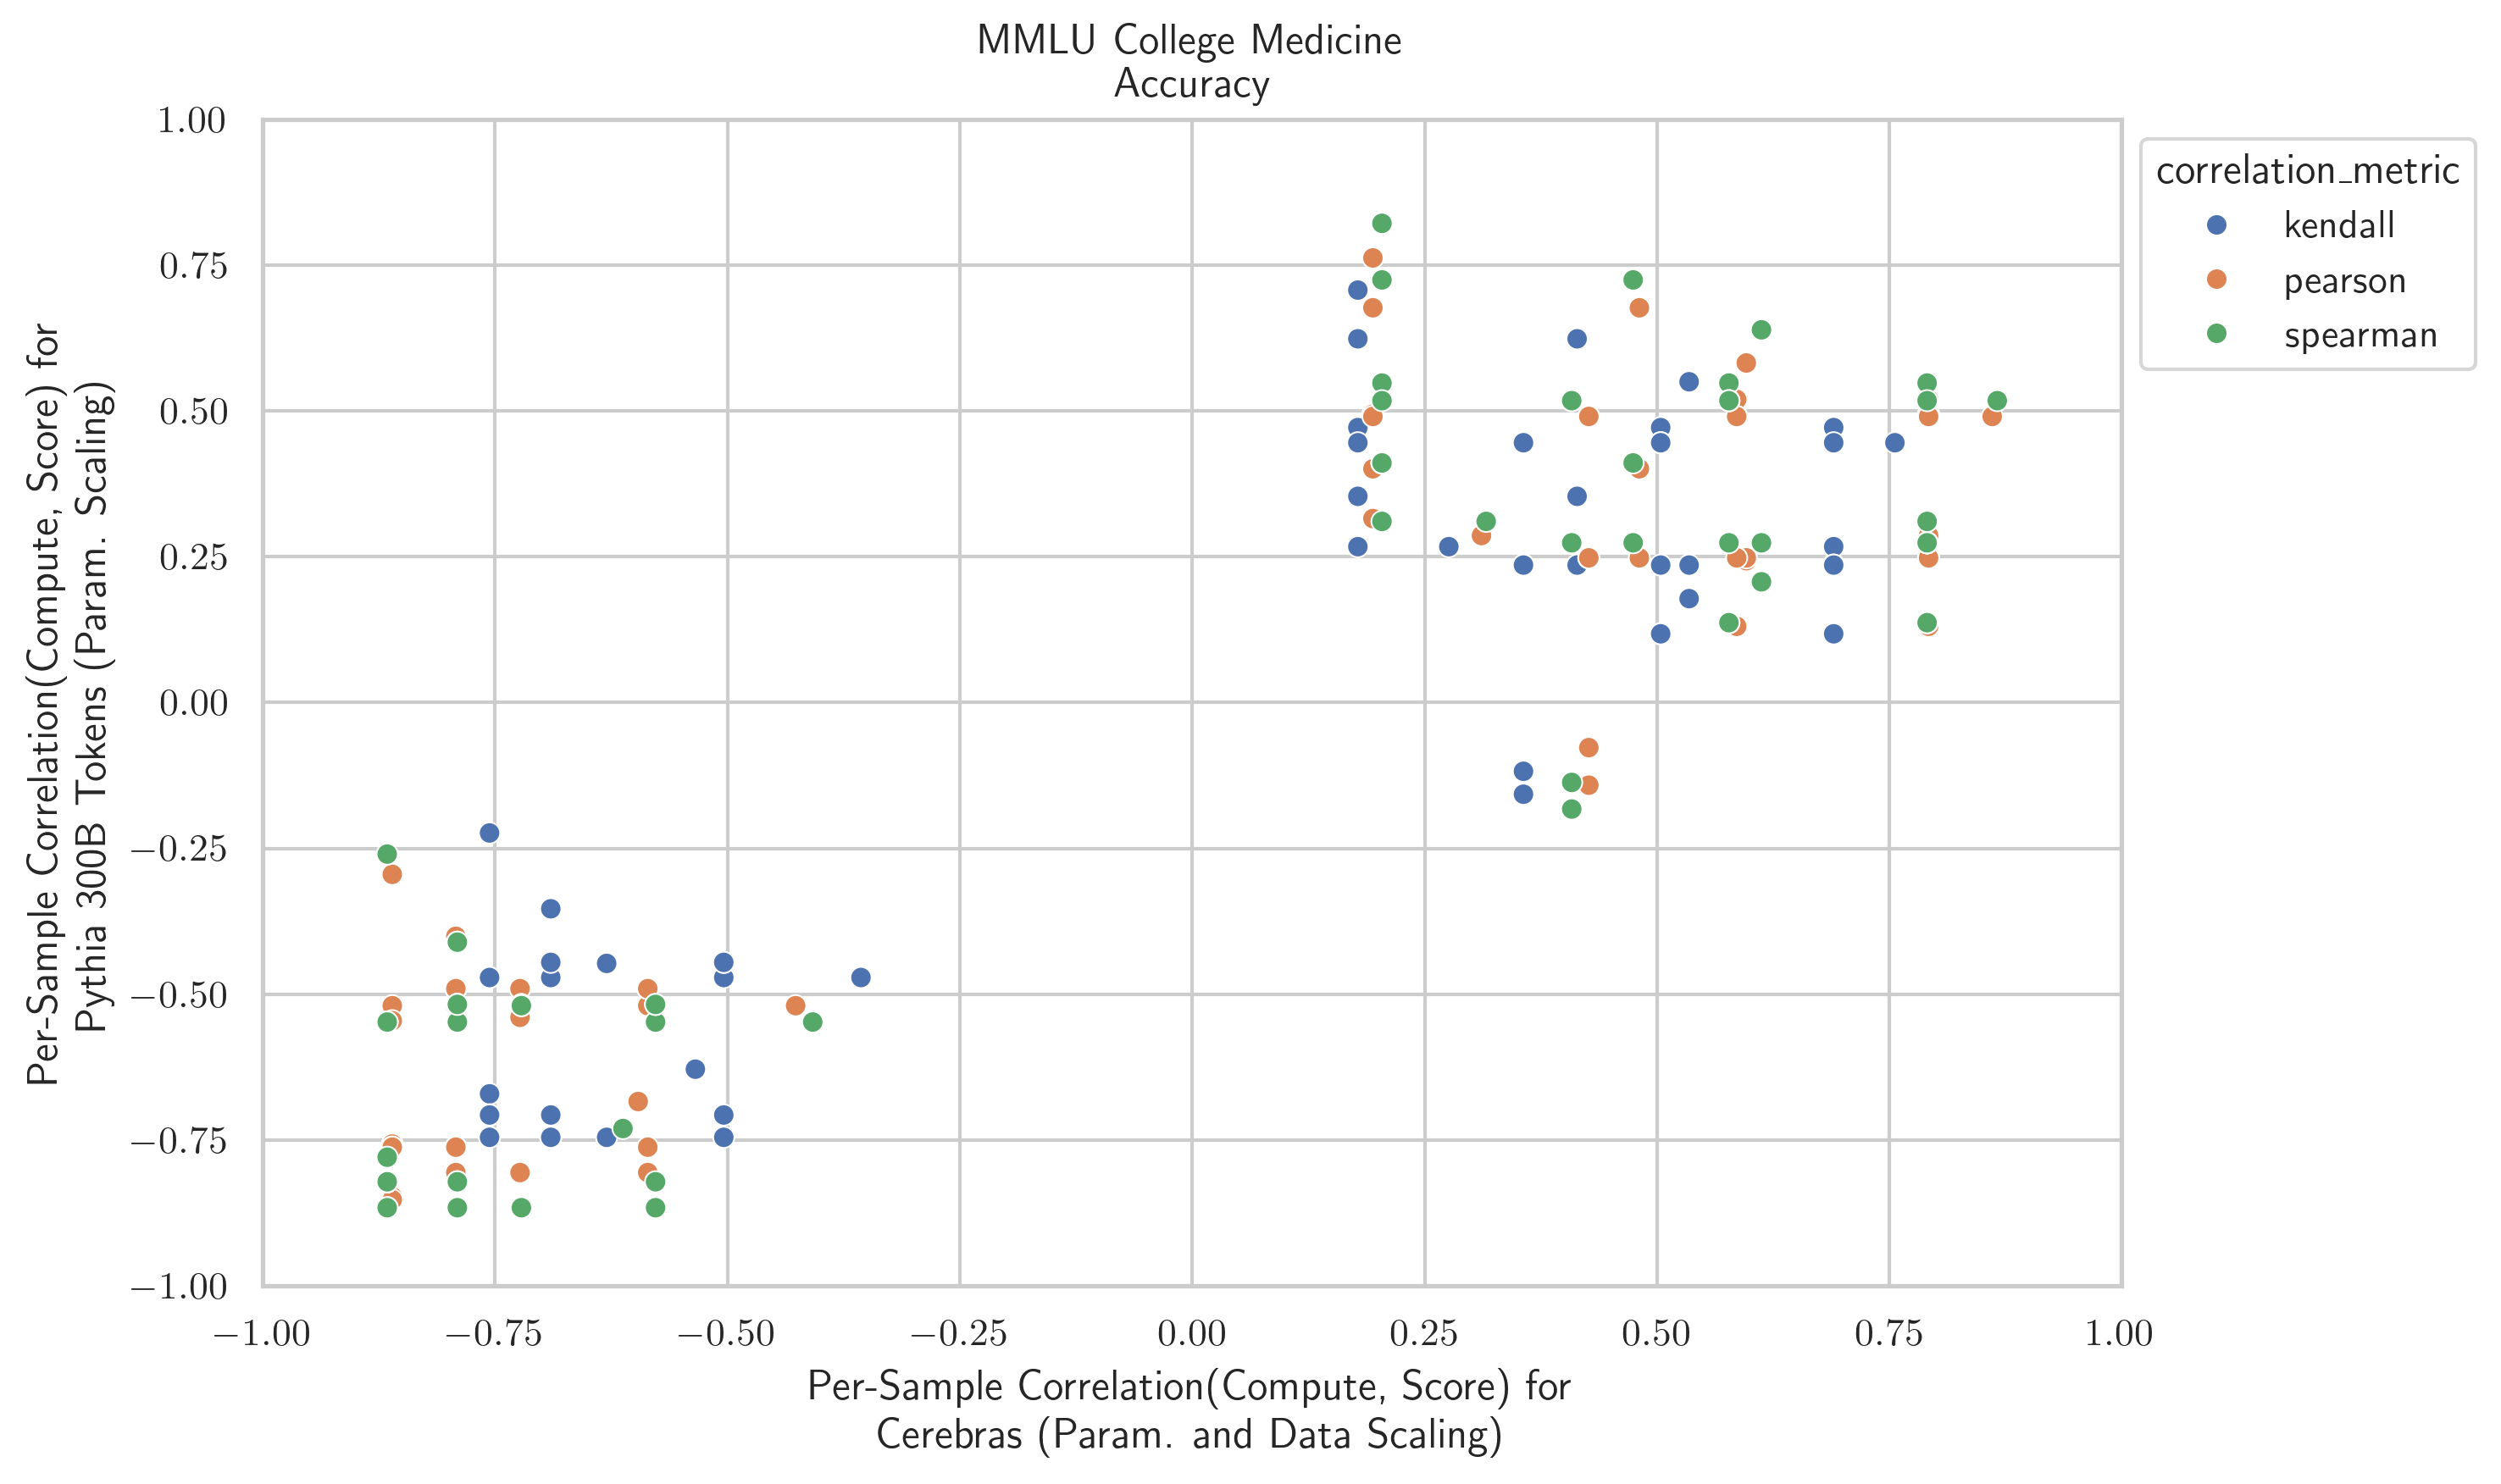 MMLU College Medicine
Accuracy
1.00
0.75
0.50
0.25
0.00
−0.25
−0.50
−0.75
−1.00
Per-Sample Correlation(Compute, Score) for
Pythia 300B Tokens (Param. Scaling)
−1.00 −0.75 −0.50 −0.25 0.00 0.25 0.50 0.75 1.00
Per-Sample Correlation(Compute, Score) for
Cerebras (Param. and Data Scaling)
correlation_metric
kendall
pearson
spearman